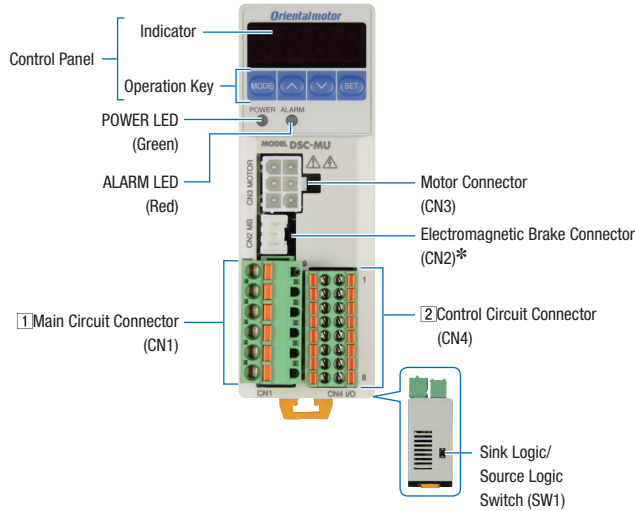 Orientalmotor
Indicator
Control Panel
Operation Key
MODE
SET
POWER ALARM
POWER LED
(Green)
MODEL DSC-MU
ALARM LED
(Red)
CN3 MOTOR
Motor Connector
(CN3)
CN2 MB
Electromagnetic Brake Connector
(CN2)*
9
1
1 Main Circuit Connector
(CN1)
2 Control Circuit Connector
(CN4)
8
CN1
CN4 I/O
Sink Logic/
Source Logic
Switch (SW1)